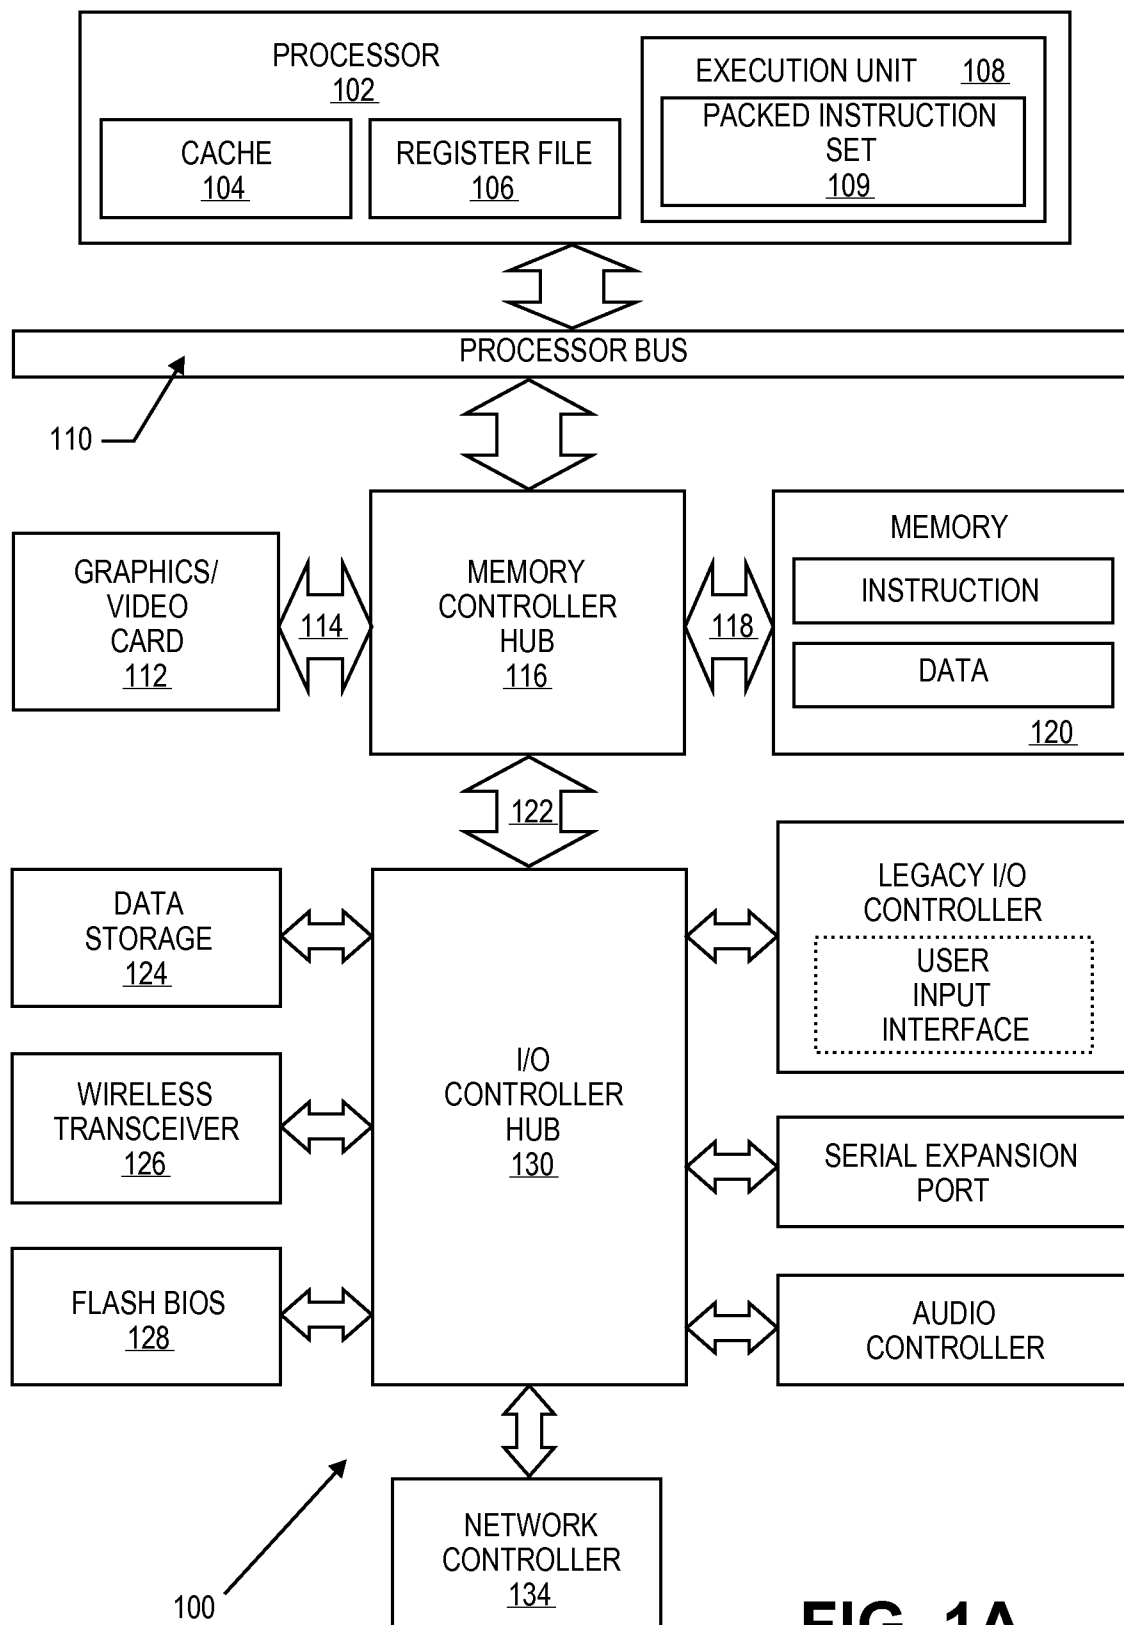 PROCESSOR
102
EXECUTION UNIT 108
PACKED INSTRUCTION
SET
109
CACHE
104
REGISTER FILE
106
PROCESSOR BUS
110
GRAPHICS/
VIDEO
CARD
112
114
MEMORY
CONTROLLER
HUB
116
118
MEMORY
INSTRUCTION
DATA
120
122
DATA
STORAGE
124
LEGACY I/O
CONTROLLER
USER
INPUT
INTERFACE
I/O
CONTROLLER
HUB
130
WIRELESS
TRANSCEIVER
126
SERIAL EXPANSION
PORT
FLASH BIOS
128
AUDIO
CONTROLLER
NETWORK
CONTROLLER
134
100
FIG. 1A